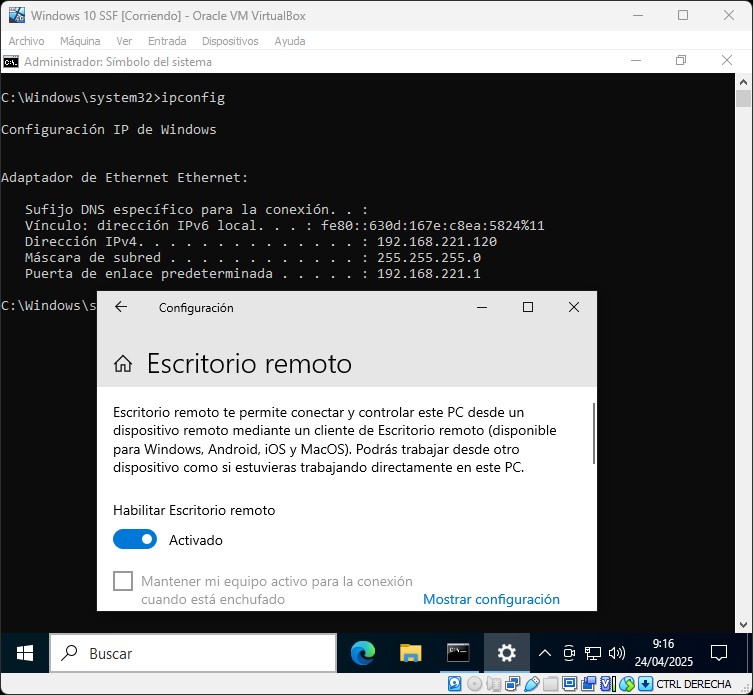 Windows 10 SSF [Corriendo] - Oracle VM VirtualBox
Archivo Máquina Ver Entrada Dispositivos Ayuda
Administrador: Símbolo del sistema
C:\Windows\system32>ipconfig
Configuración IP de Windows
Adaptador de Ethernet Ethernet:
Sufijo DNS específico para la conexión. . :
Vínculo: dirección IPv6 local. . . : fe80::630d:167e:c8ea:5824%11
Dirección IPv4. . . . . . . . . . . . . . : 192.168.221.120
Máscara de subred . . . . . . . . . . . . : 255.255.255.0
Puerta de enlace predeterminada . . . . . : 192.168.221.1
C:\Windows\s
Configuración
Escritorio remoto
Escritorio remoto te permite conectar y controlar este PC desde un
dispositivo remoto mediante un cliente de Escritorio remoto (disponible
para Windows, Android, iOS y MacOS). Podrás trabajar desde otro
dispositivo como si estuvieras trabajando directamente en este PC.
Habilitar Escritorio remoto
Activado
Mantener mi equipo activo para la conexión
cuando está enchufado
Mostrar configuración
Buscar
9:16
24/04/2025
CTRL DERECHA